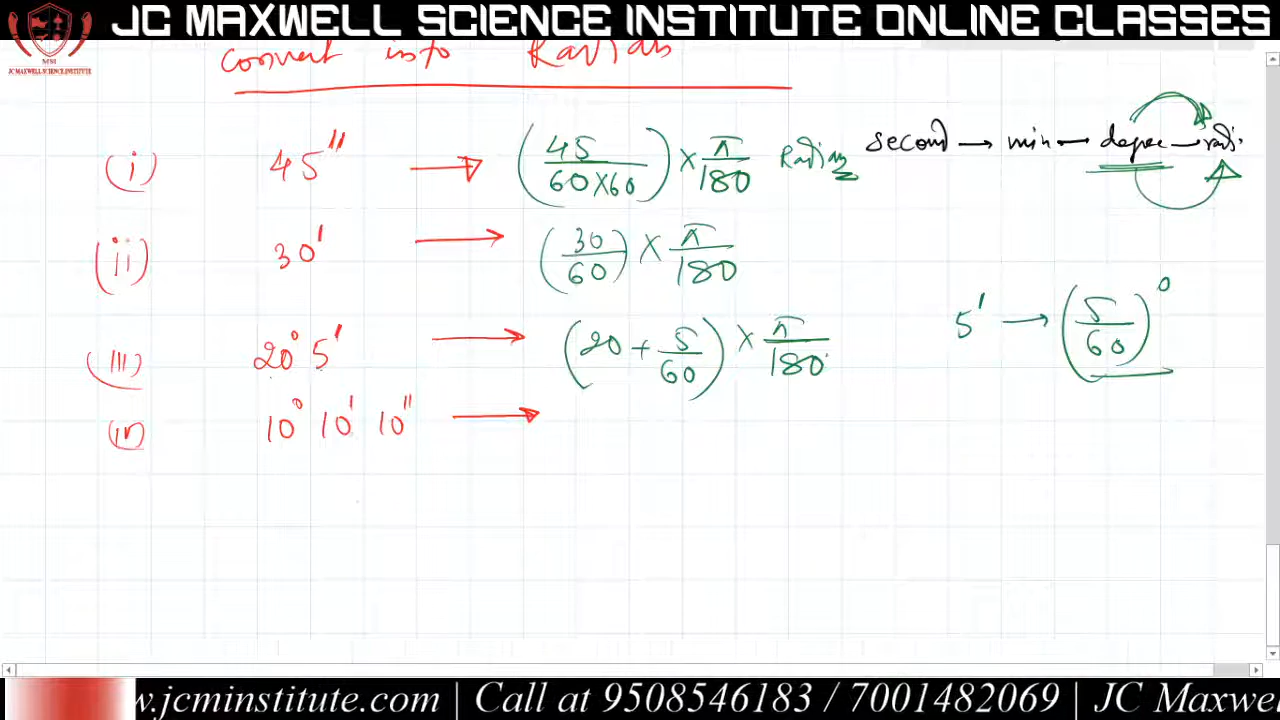 JC MAXWELL SCIENCE INSTITUTE ONLINE CLASSES
JC MAXWELL SCIENCE INSTITUTE
convert into Radian
second → min → degree → radi.
(i) 45'' → (45/(60×60)) × π/180 Radian
(ii) 30' → (30/60) × π/180
5' → (5/60)°
(iii) 20° 5' → (20 + 5/60) × π/180
(iv) 10° 10' 10'' →
w.jcminstitute.com | Call at 9508546183 / 7001482069 | JC Maxwe